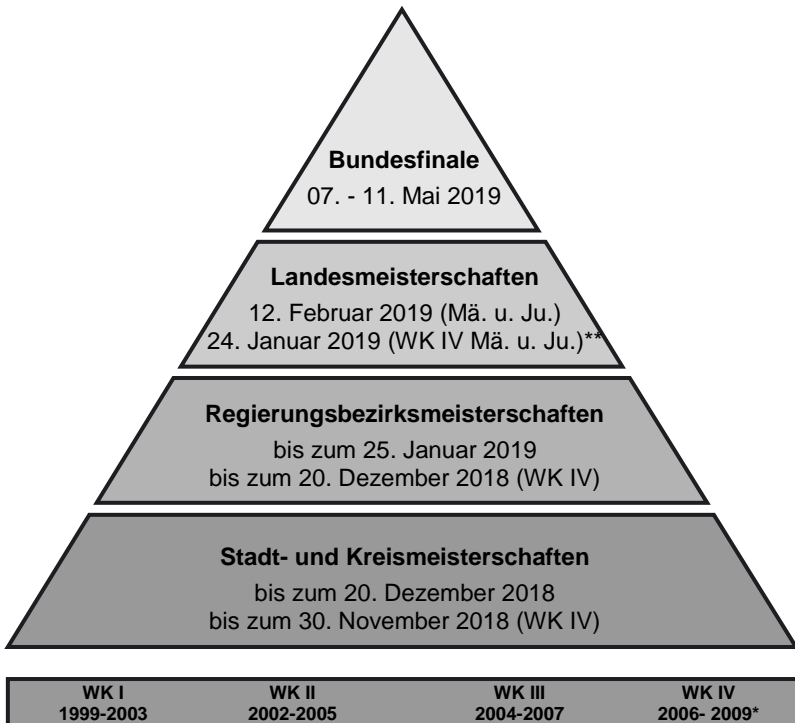 Bundesfinale
07. - 11. Mai 2019
Landesmeisterschaften
12. Februar 2019 (Mä. u. Ju.)
24. Januar 2019 (WK IV Mä. u. Ju.)**
Regierungsbezirksmeisterschaften
bis zum 25. Januar 2019
bis zum 20. Dezember 2018 (WK IV)
Stadt- und Kreismeisterschaften
bis zum 20. Dezember 2018
bis zum 30. November 2018 (WK IV)
WK I WK II WK III WK IV
1999-2003 2002-2005 2004-2007 2006- 2009*